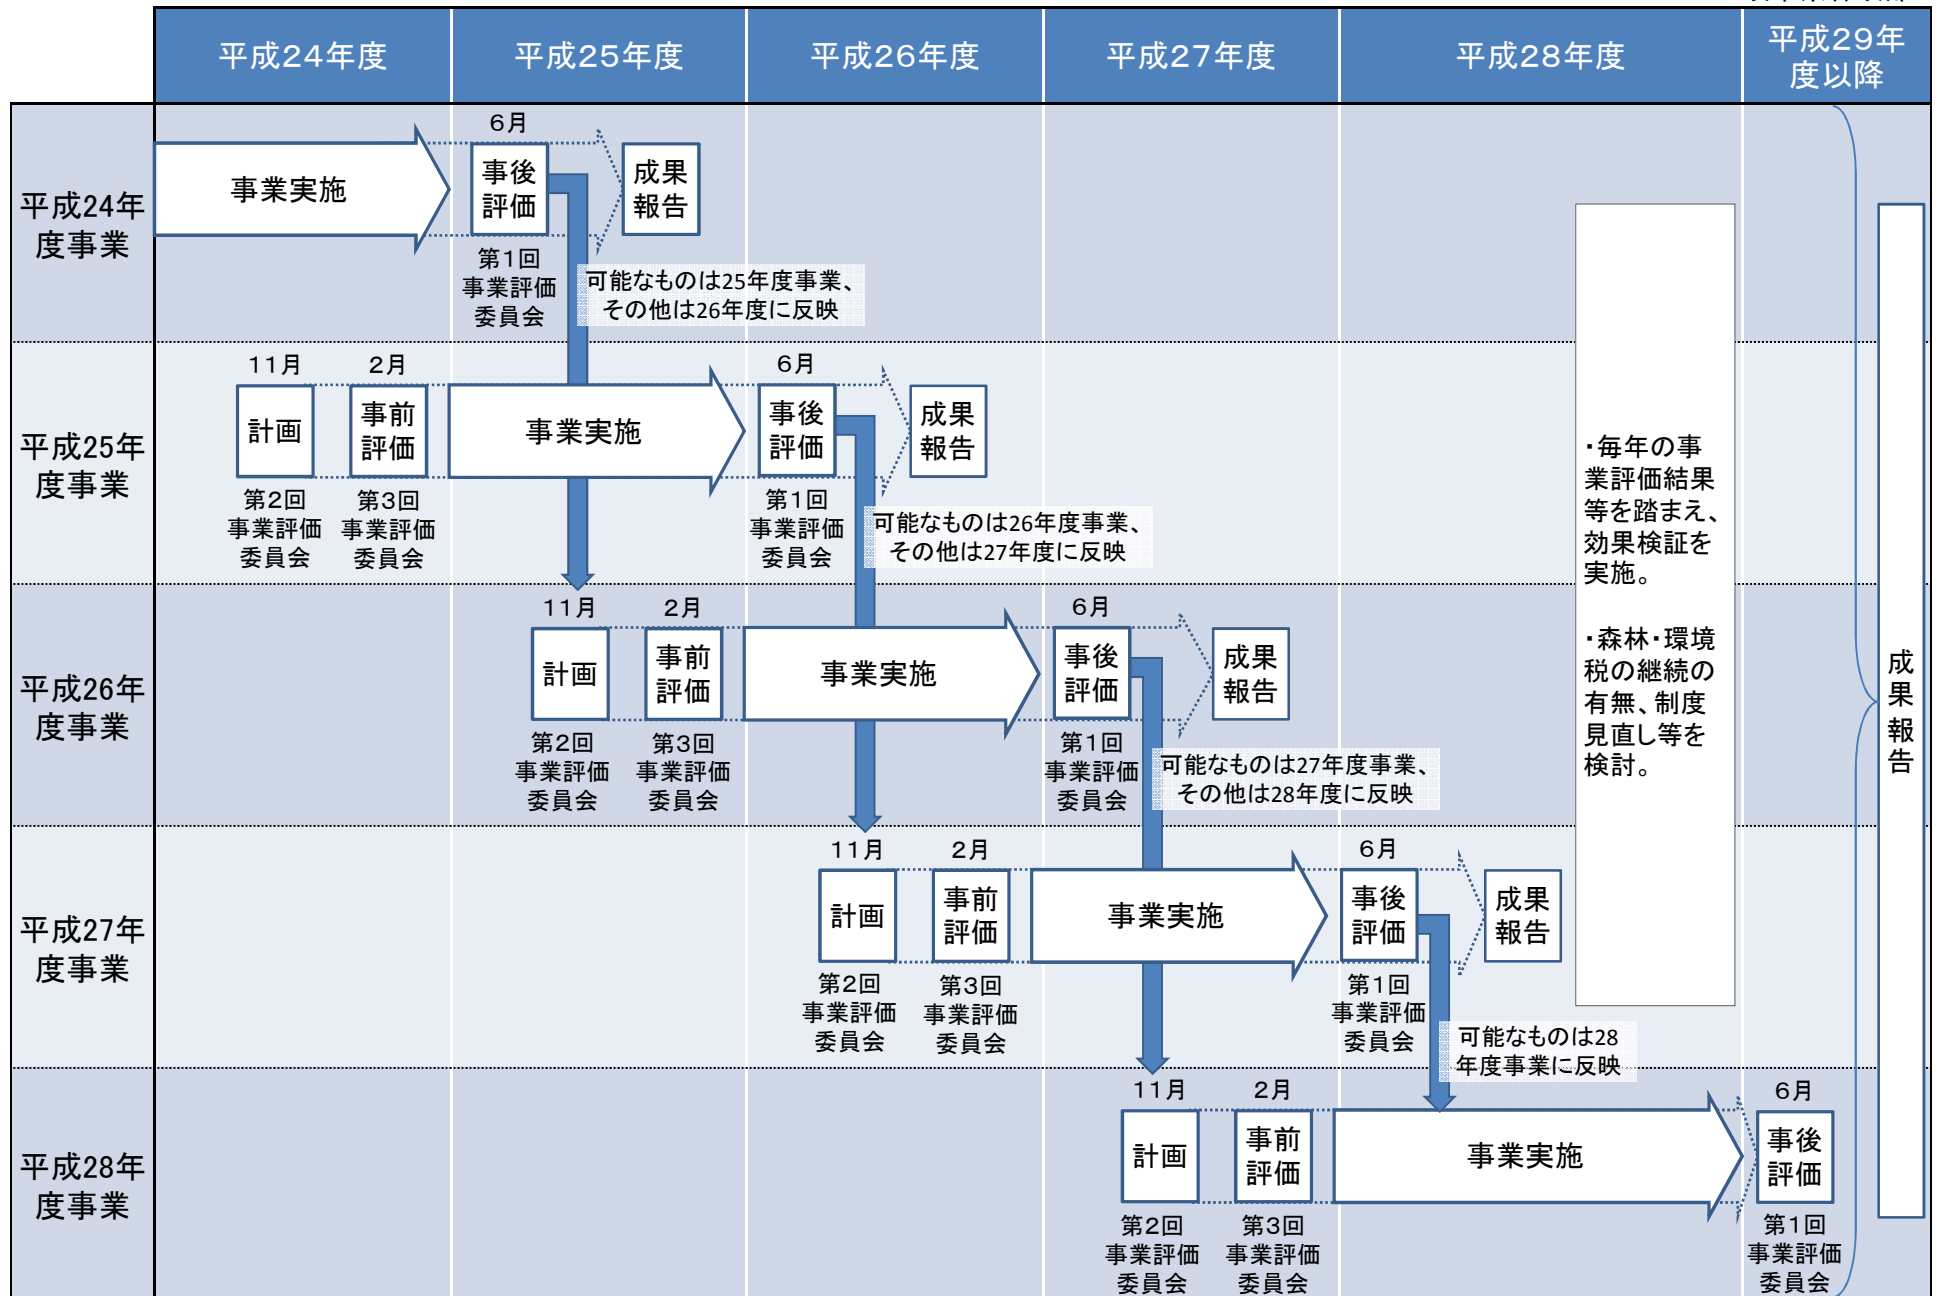 平成24年度
平成25年度
平成26年度
平成27年度
平成28年度
平成29年
度以降
平成24年
度事業
事業実施
6月
事後
評価
第1回
事業評価
委員会
成果
報告
可能なものは25年度事業、
その他は26年度に反映
平成25年
度事業
11月
計画
第2回
事業評価
委員会
2月
事前
評価
第3回
事業評価
委員会
事業実施
6月
事後
評価
第1回
事業評価
委員会
成果
報告
可能なものは26年度事業、
その他は27年度に反映
平成26年
度事業
11月
計画
第2回
事業評価
委員会
2月
事前
評価
第3回
事業評価
委員会
事業実施
6月
事後
評価
第1回
事業評価
委員会
成果
報告
可能なものは27年度事業、
その他は28年度に反映
平成27年
度事業
11月
計画
第2回
事業評価
委員会
2月
事前
評価
第3回
事業評価
委員会
事業実施
6月
事後
評価
第1回
事業評価
委員会
成果
報告
可能なものは28
年度事業に反映
平成28年
度事業
11月
計画
第2回
事業評価
委員会
2月
事前
評価
第3回
事業評価
委員会
事業実施
6月
事後
評価
第1回
事業評価
委員会
・毎年の事
業評価結果
等を踏まえ、
効果検証を
実施。
・森林・環境
税の継続の
有無、制度
見直し等を
検討。
成果報告